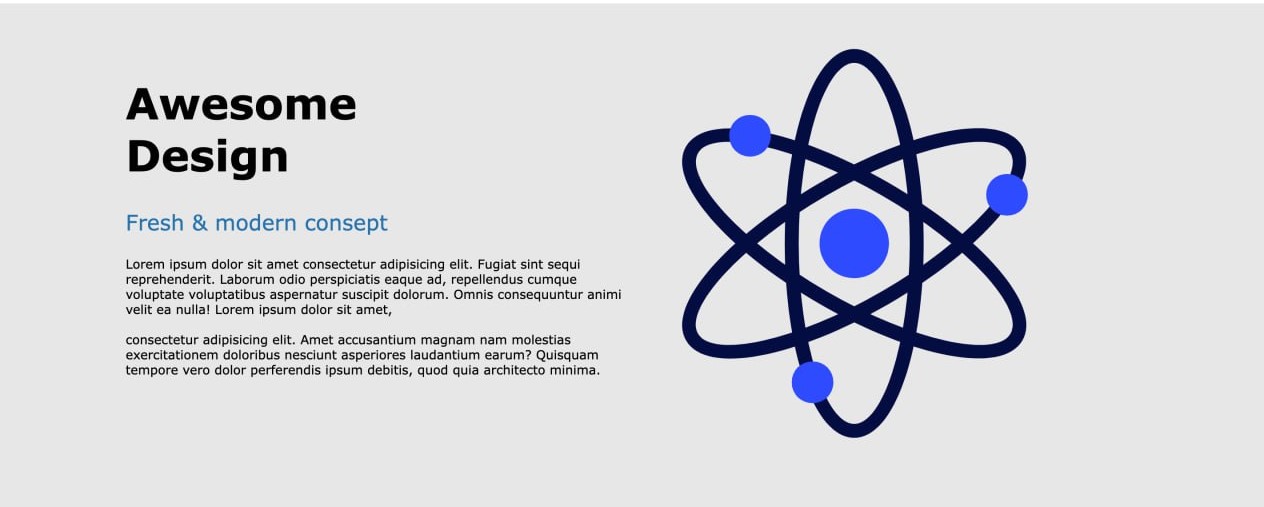 Awesome
Design
Fresh & modern consept
Lorem ipsum dolor sit amet consectetur adipisicing elit. Fugiat sint sequi
reprehenderit. Laborum odio perspiciatis eaque ad, repellendus cumque
voluptate voluptatibus aspernatur suscipit dolorum. Omnis consequuntur animi
velit ea nulla! Lorem ipsum dolor sit amet,
consectetur adipisicing elit. Amet accusantium magnam nam molestias
exercitationem doloribus nesciunt asperiores laudantium earum? Quisquam
tempore vero dolor perferendis ipsum debitis, quod quia architecto minima.